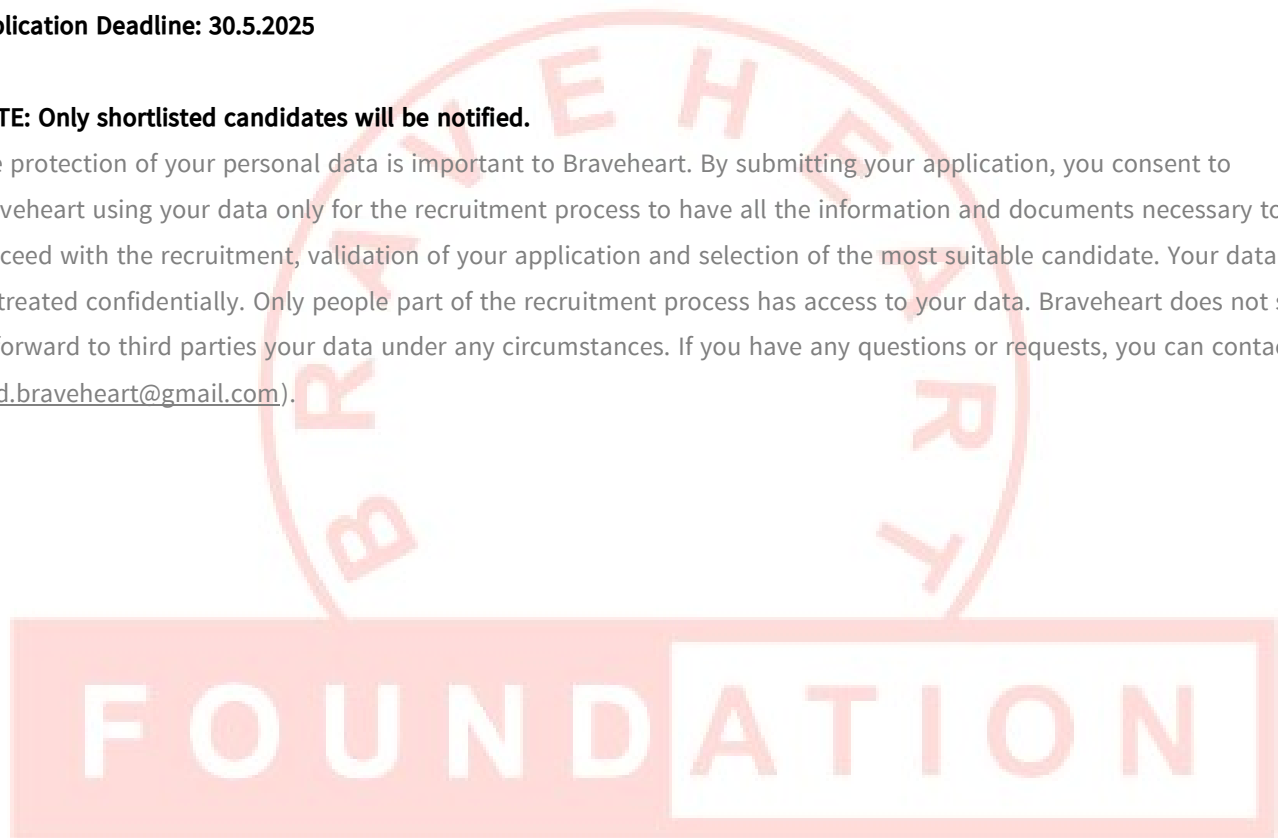 plication Deadline: 30.5.2025
TE: Only shortlisted candidates will be notified.
e protection of your personal data is important to Braveheart. By submitting your application, you consent to
aveheart using your data only for the recruitment process to have all the information and documents necessary to
ceed with the recruitment, validation of your application and selection of the most suitable candidate. Your data
treated confidentially. Only people part of the recruitment process has access to your data. Braveheart does not s
forward to third parties your data under any circumstances. If you have any questions or requests, you can contac
d.braveheart@gmail.com).
BRAVEHEART
FOUNDATION